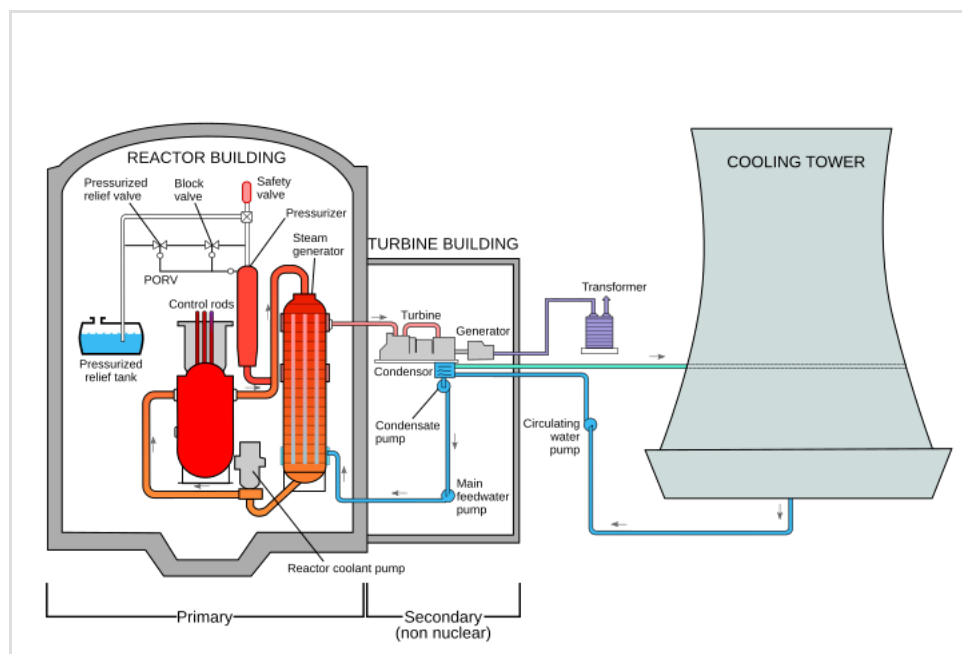 REACTOR BUILDING
Pressurized
relief valve
Block
valve
Safety
valve
Pressurizer
Steam
generator
PORV
Control rods
Pressurized
relief tank
Reactor coolant pump
TURBINE BUILDING
Turbine
Generator
Condensor
Condensate
pump
Main
feedwater
pump
Transformer
Circulating
water
pump
COOLING TOWER
Primary
Secondary
(non nuclear)